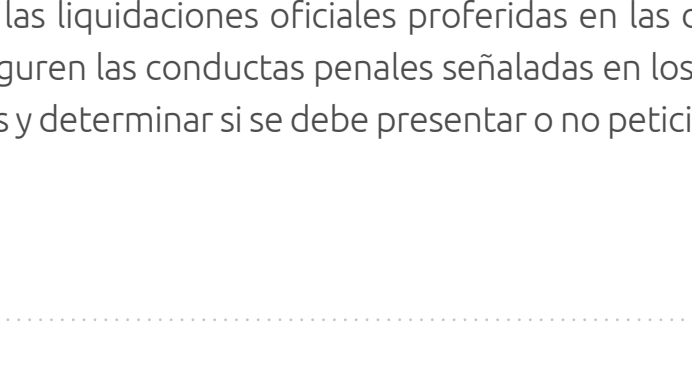 las liquidaciones oficiales proferidas en las
guren las conductas penales señaladas en los
s y determinar si se debe presentar o no petici